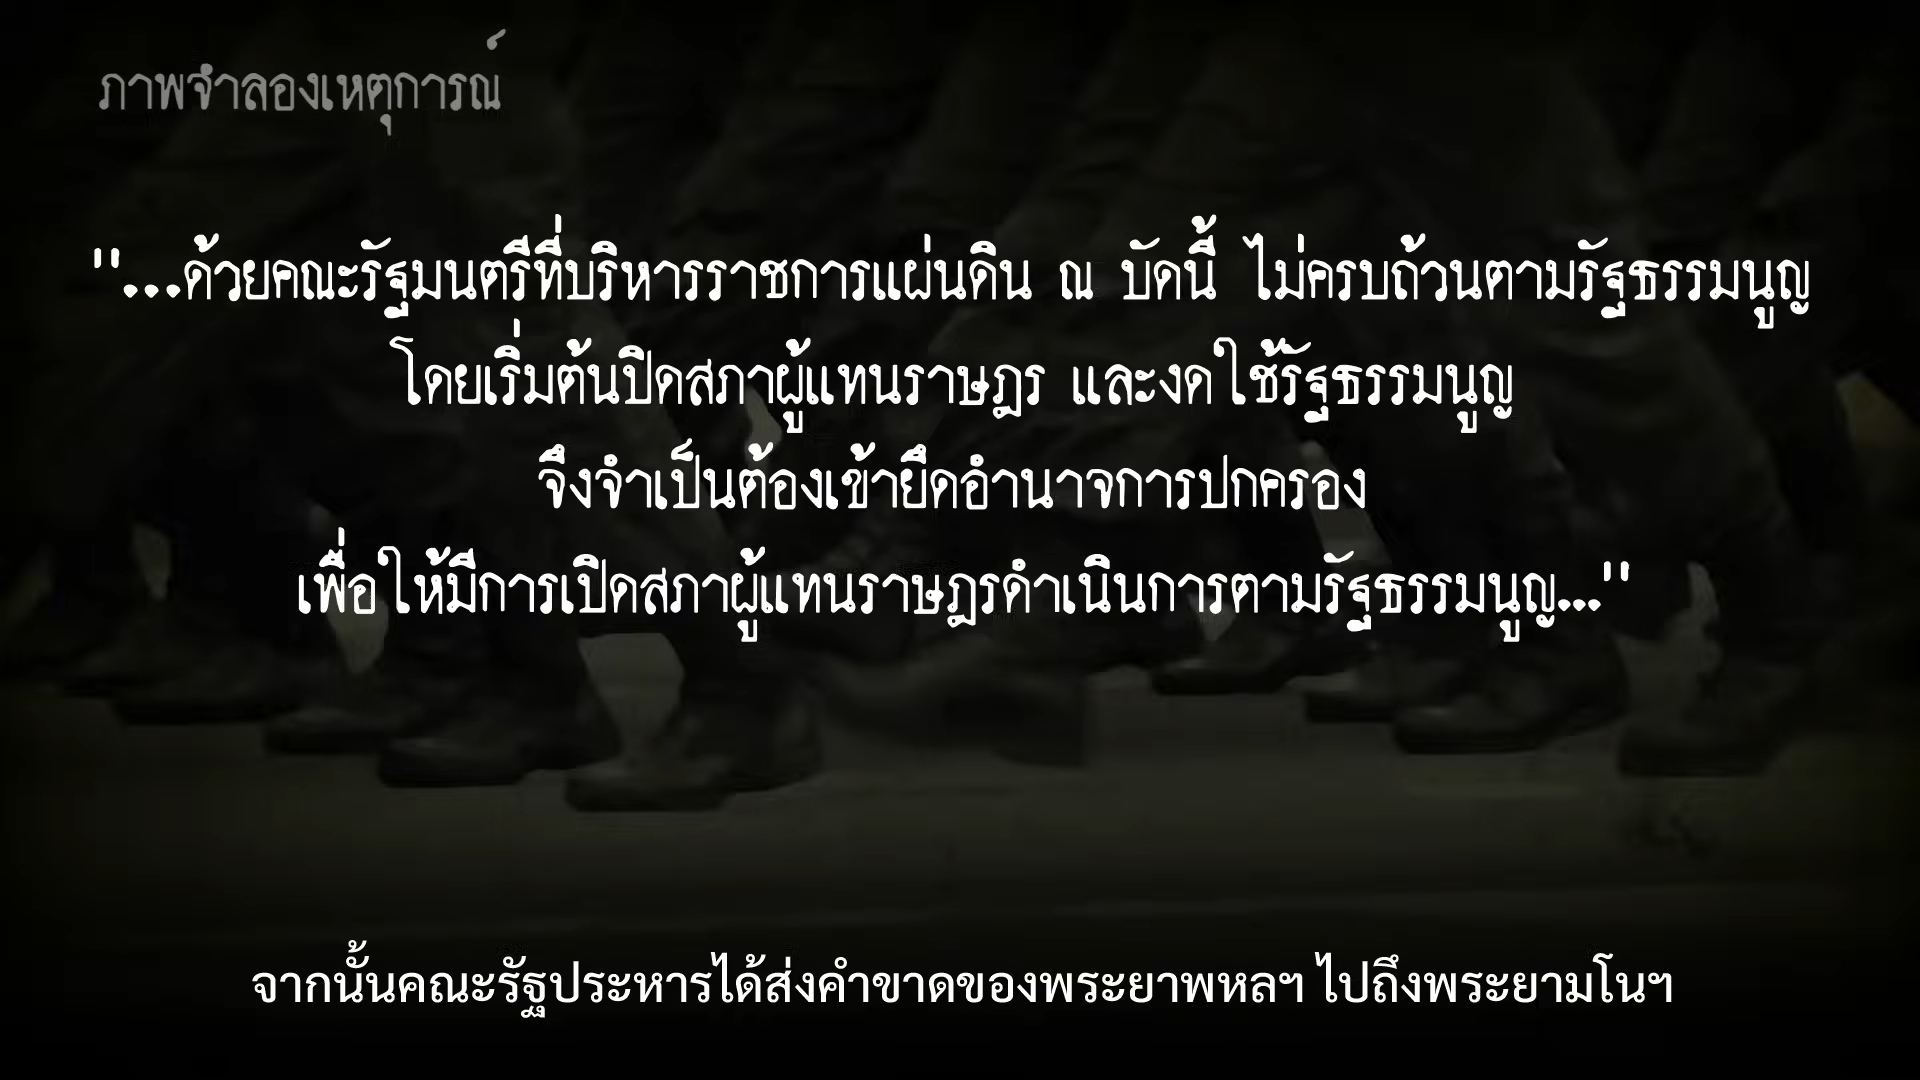 ภาพจำลองเหตุการณ์
"...ด้วยคณะรัฐมนตรีที่บริหารราชการแผ่นดิน ณ บัดนี้ ไม่ครบถ้วนตามรัฐธรรมนูญ
โดยเริ่มต้นปิดสภาผู้แทนราษฎร และงดใช้รัฐธรรมนูญ
จึงจำเป็นต้องเข้ายึดอำนาจการปกครอง
เพื่อให้มีการเปิดสภาผู้แทนราษฎรดำเนินการตามรัฐธรรมนูญ..."
จากนั้นคณะรัฐประหารได้ส่งคำขาดของพระยาพหลฯ ไปถึงพระยามโนฯ